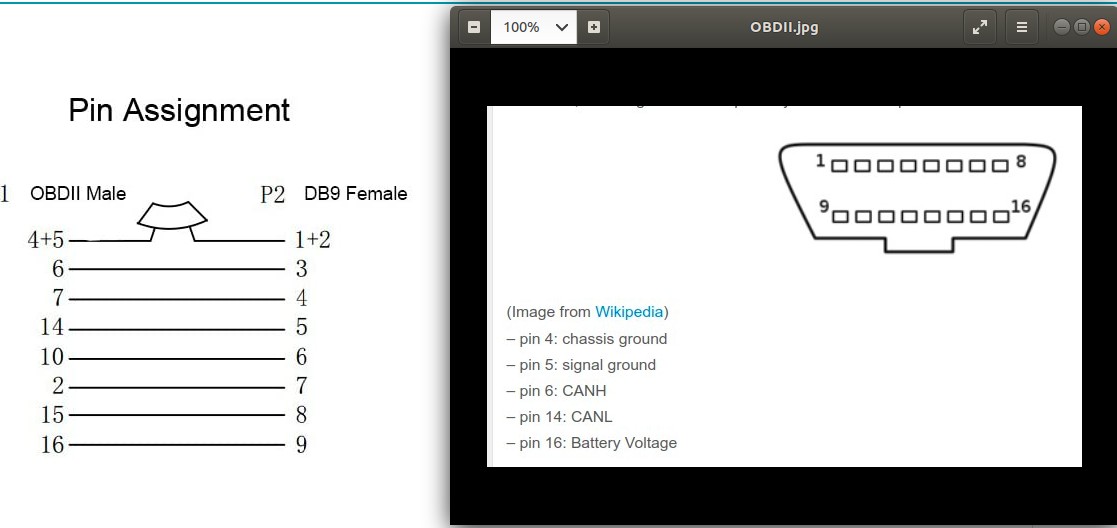 Pin Assignment
1 OBDII Male P2 DB9 Female
4+5 1+2
6 3
7 4
14 5
10 6
2 7
15 8
16 9
100% OBDII.jpg
1 8
9 16
(Image from Wikipedia)
– pin 4: chassis ground
– pin 5: signal ground
– pin 6: CANH
– pin 14: CANL
– pin 16: Battery Voltage